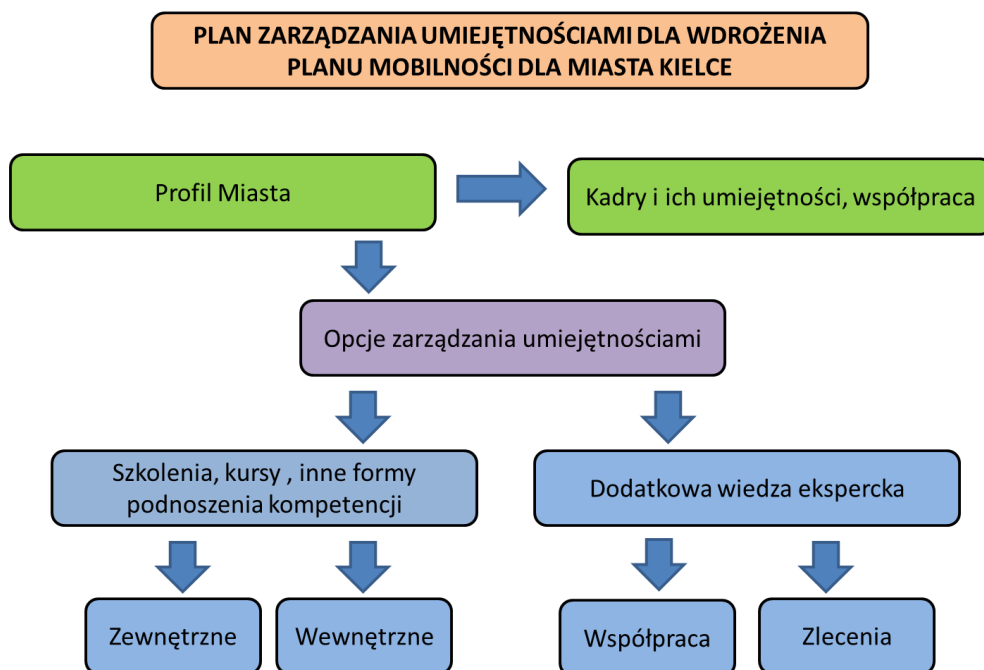 PLAN ZARZĄDZANIA UMIEJĘTNOŚCIAMI DLA WDROŻENIA
PLANU MOBILNOŚCI DLA MIASTA KIELCE
Profil Miasta
Kadry i ich umiejętności, współpraca
Opcje zarządzania umiejętnościami
Szkolenia, kursy , inne formy
podnoszenia kompetencji
Dodatkowa wiedza ekspercka
Zewnętrzne
Wewnętrzne
Współpraca
Zlecenia